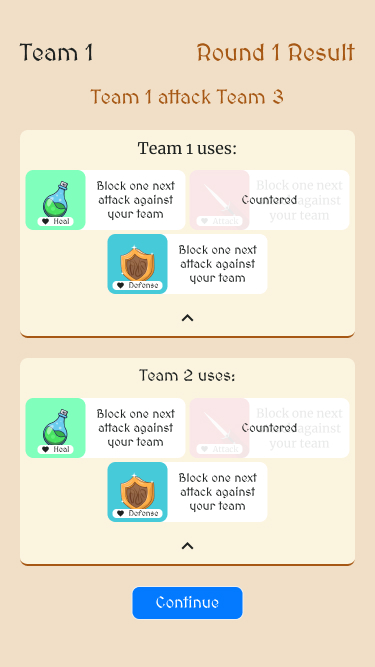 Team 1
Round 1 Result
Team 1 attack Team 3
Team 1 uses:
Block one next
attack against
your team
Heal
Block one next
attack against
your team
Countered
Attack
Block one next
attack against
your team
Defense
Team 2 uses:
Block one next
attack against
your team
Heal
Block one next
attack against
your team
Countered
Attack
Block one next
attack against
your team
Defense
Continue